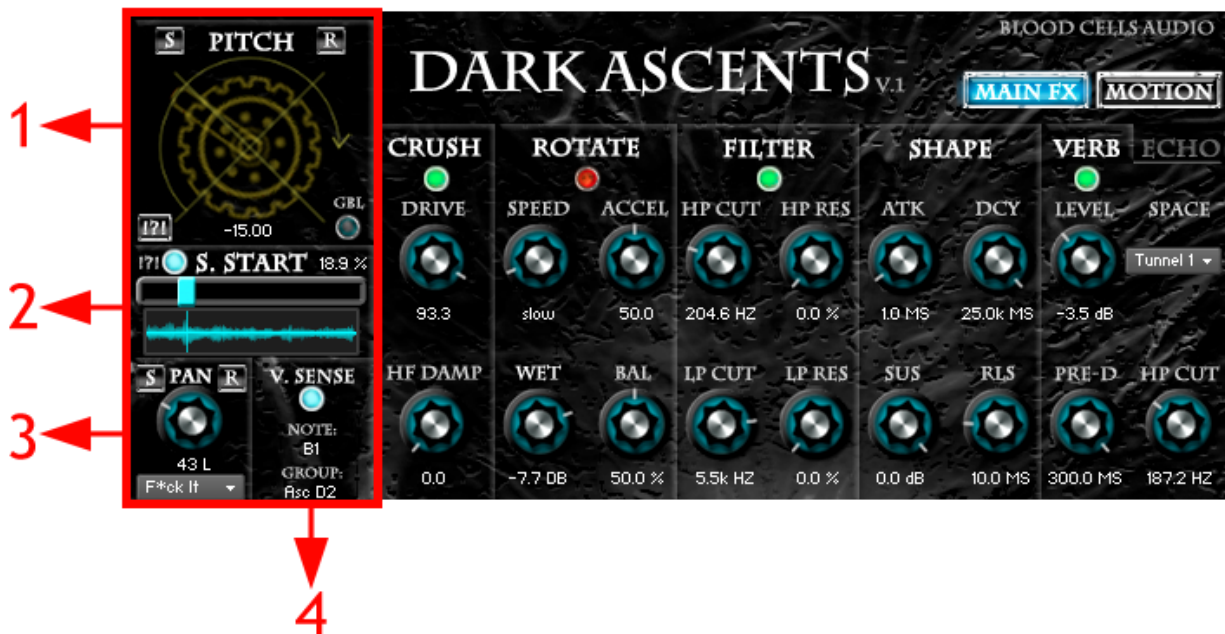 S PITCH R
1
GBL
!?!
-15.00
!?! S. START 18.9 %
2
S PAN R
V. SENSE
3
43 L
NOTE:
B1
F*ck It
GROUP:
Asc D2
4
BLOOD CELLS AUDIO
DARK ASCENTS V.1
MAIN FX MOTION
CRUSH ROTATE FILTER SHAPE VERB ECHO
DRIVE SPEED ACCEL HP CUT HP RES ATK DCY LEVEL SPACE
Tunnel 1
93.3 slow 50.0 204.6 HZ 0.0 % 1.0 MS 25.0k MS -3.5 dB
HF DAMP WET BAL LP CUT LP RES SUS RLS PRE-D HP CUT
0.0 -7.7 DB 50.0 % 5.5k HZ 0.0 % 0.0 dB 10.0 MS 300.0 MS 187.2 HZ